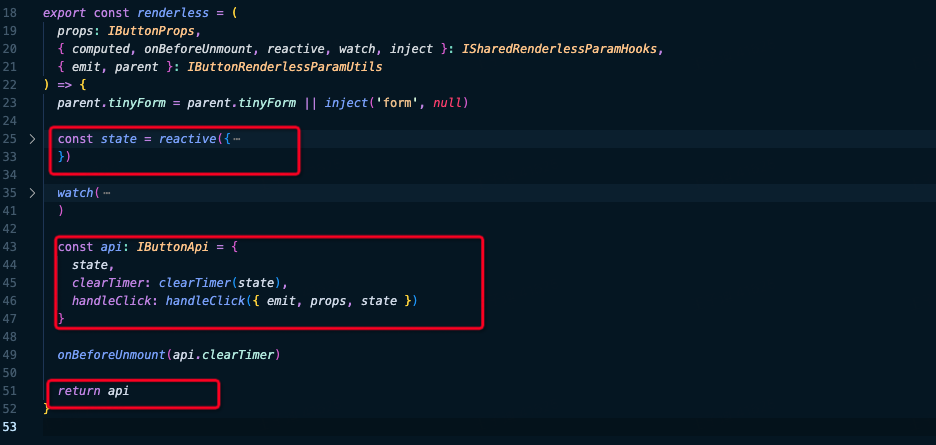 18 export const renderless = (
19   props: IButtonProps,
20   { computed, onBeforeUnmount, reactive, watch, inject }: ISharedRenderlessParamHooks,
21   { emit, parent }: IButtonRenderlessParamUtils
22 ) => {
23   parent.tinyForm = parent.tinyForm || inject('form', null)
24
25 >   const state = reactive({⋯
33   })
34
35 >   watch(⋯
41   )
42
43   const api: IButtonApi = {
44     state,
45     clearTimer: clearTimer(state),
46     handleClick: handleClick({ emit, props, state })
47   }
48
49   onBeforeUnmount(api.clearTimer)
50
51   return api
52 }
53